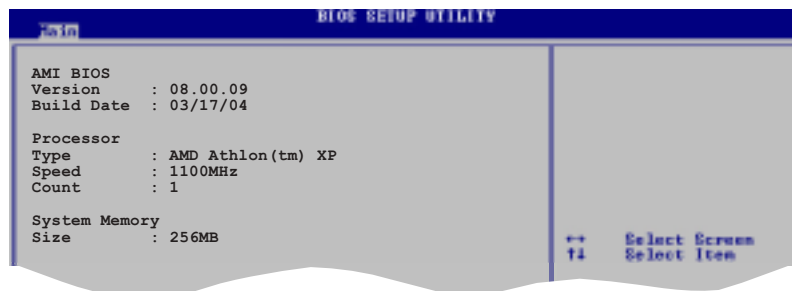 BIOS SETUP UTILITY
Main
AMI BIOS
Version : 08.00.09
Build Date : 03/17/04
Processor
Type : AMD Athlon(tm) XP
Speed : 1100MHz
Count : 1
System Memory
Size : 256MB
↔ Select Screen
↑↓ Select Item